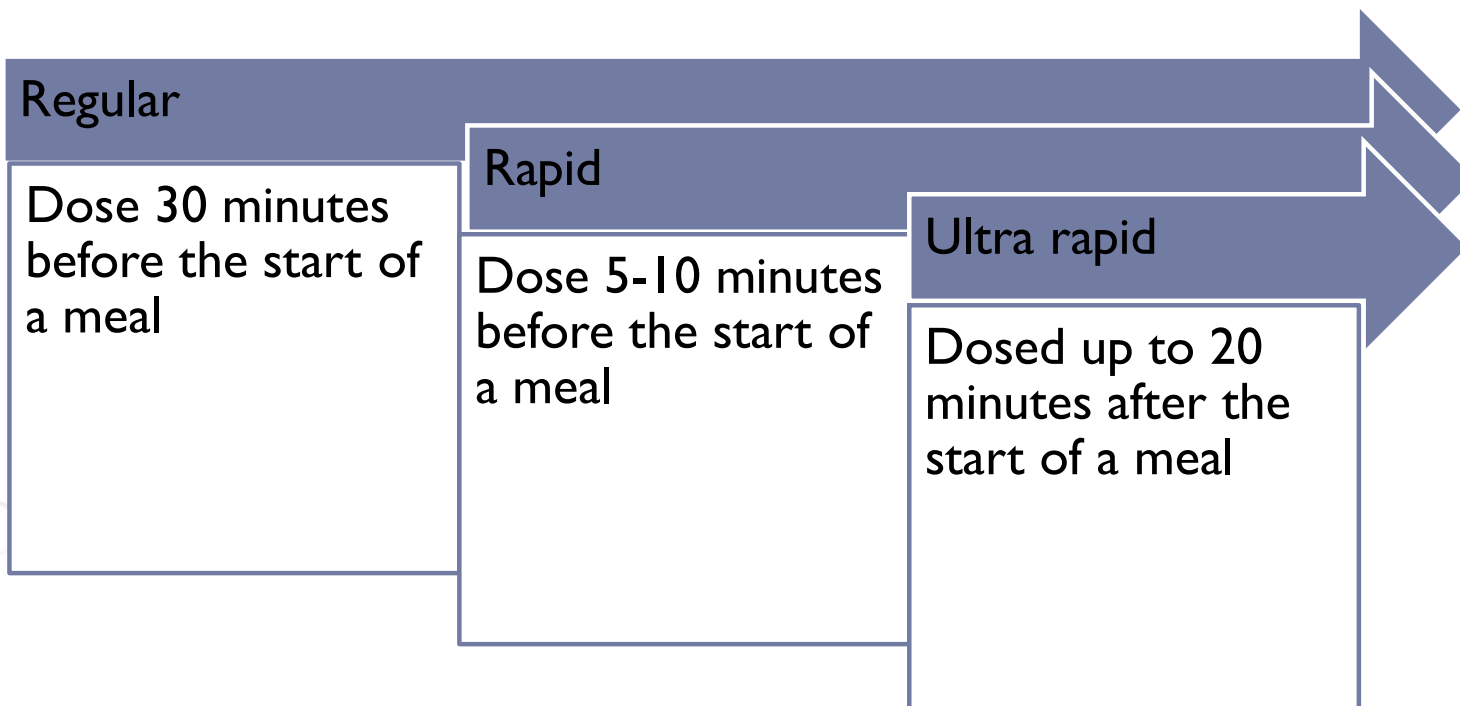 Regular
Dose 30 minutes
before the start of
a meal
Rapid
Dose 5-10 minutes
before the start of
a meal
Ultra rapid
Dosed up to 20
minutes after the
start of a meal